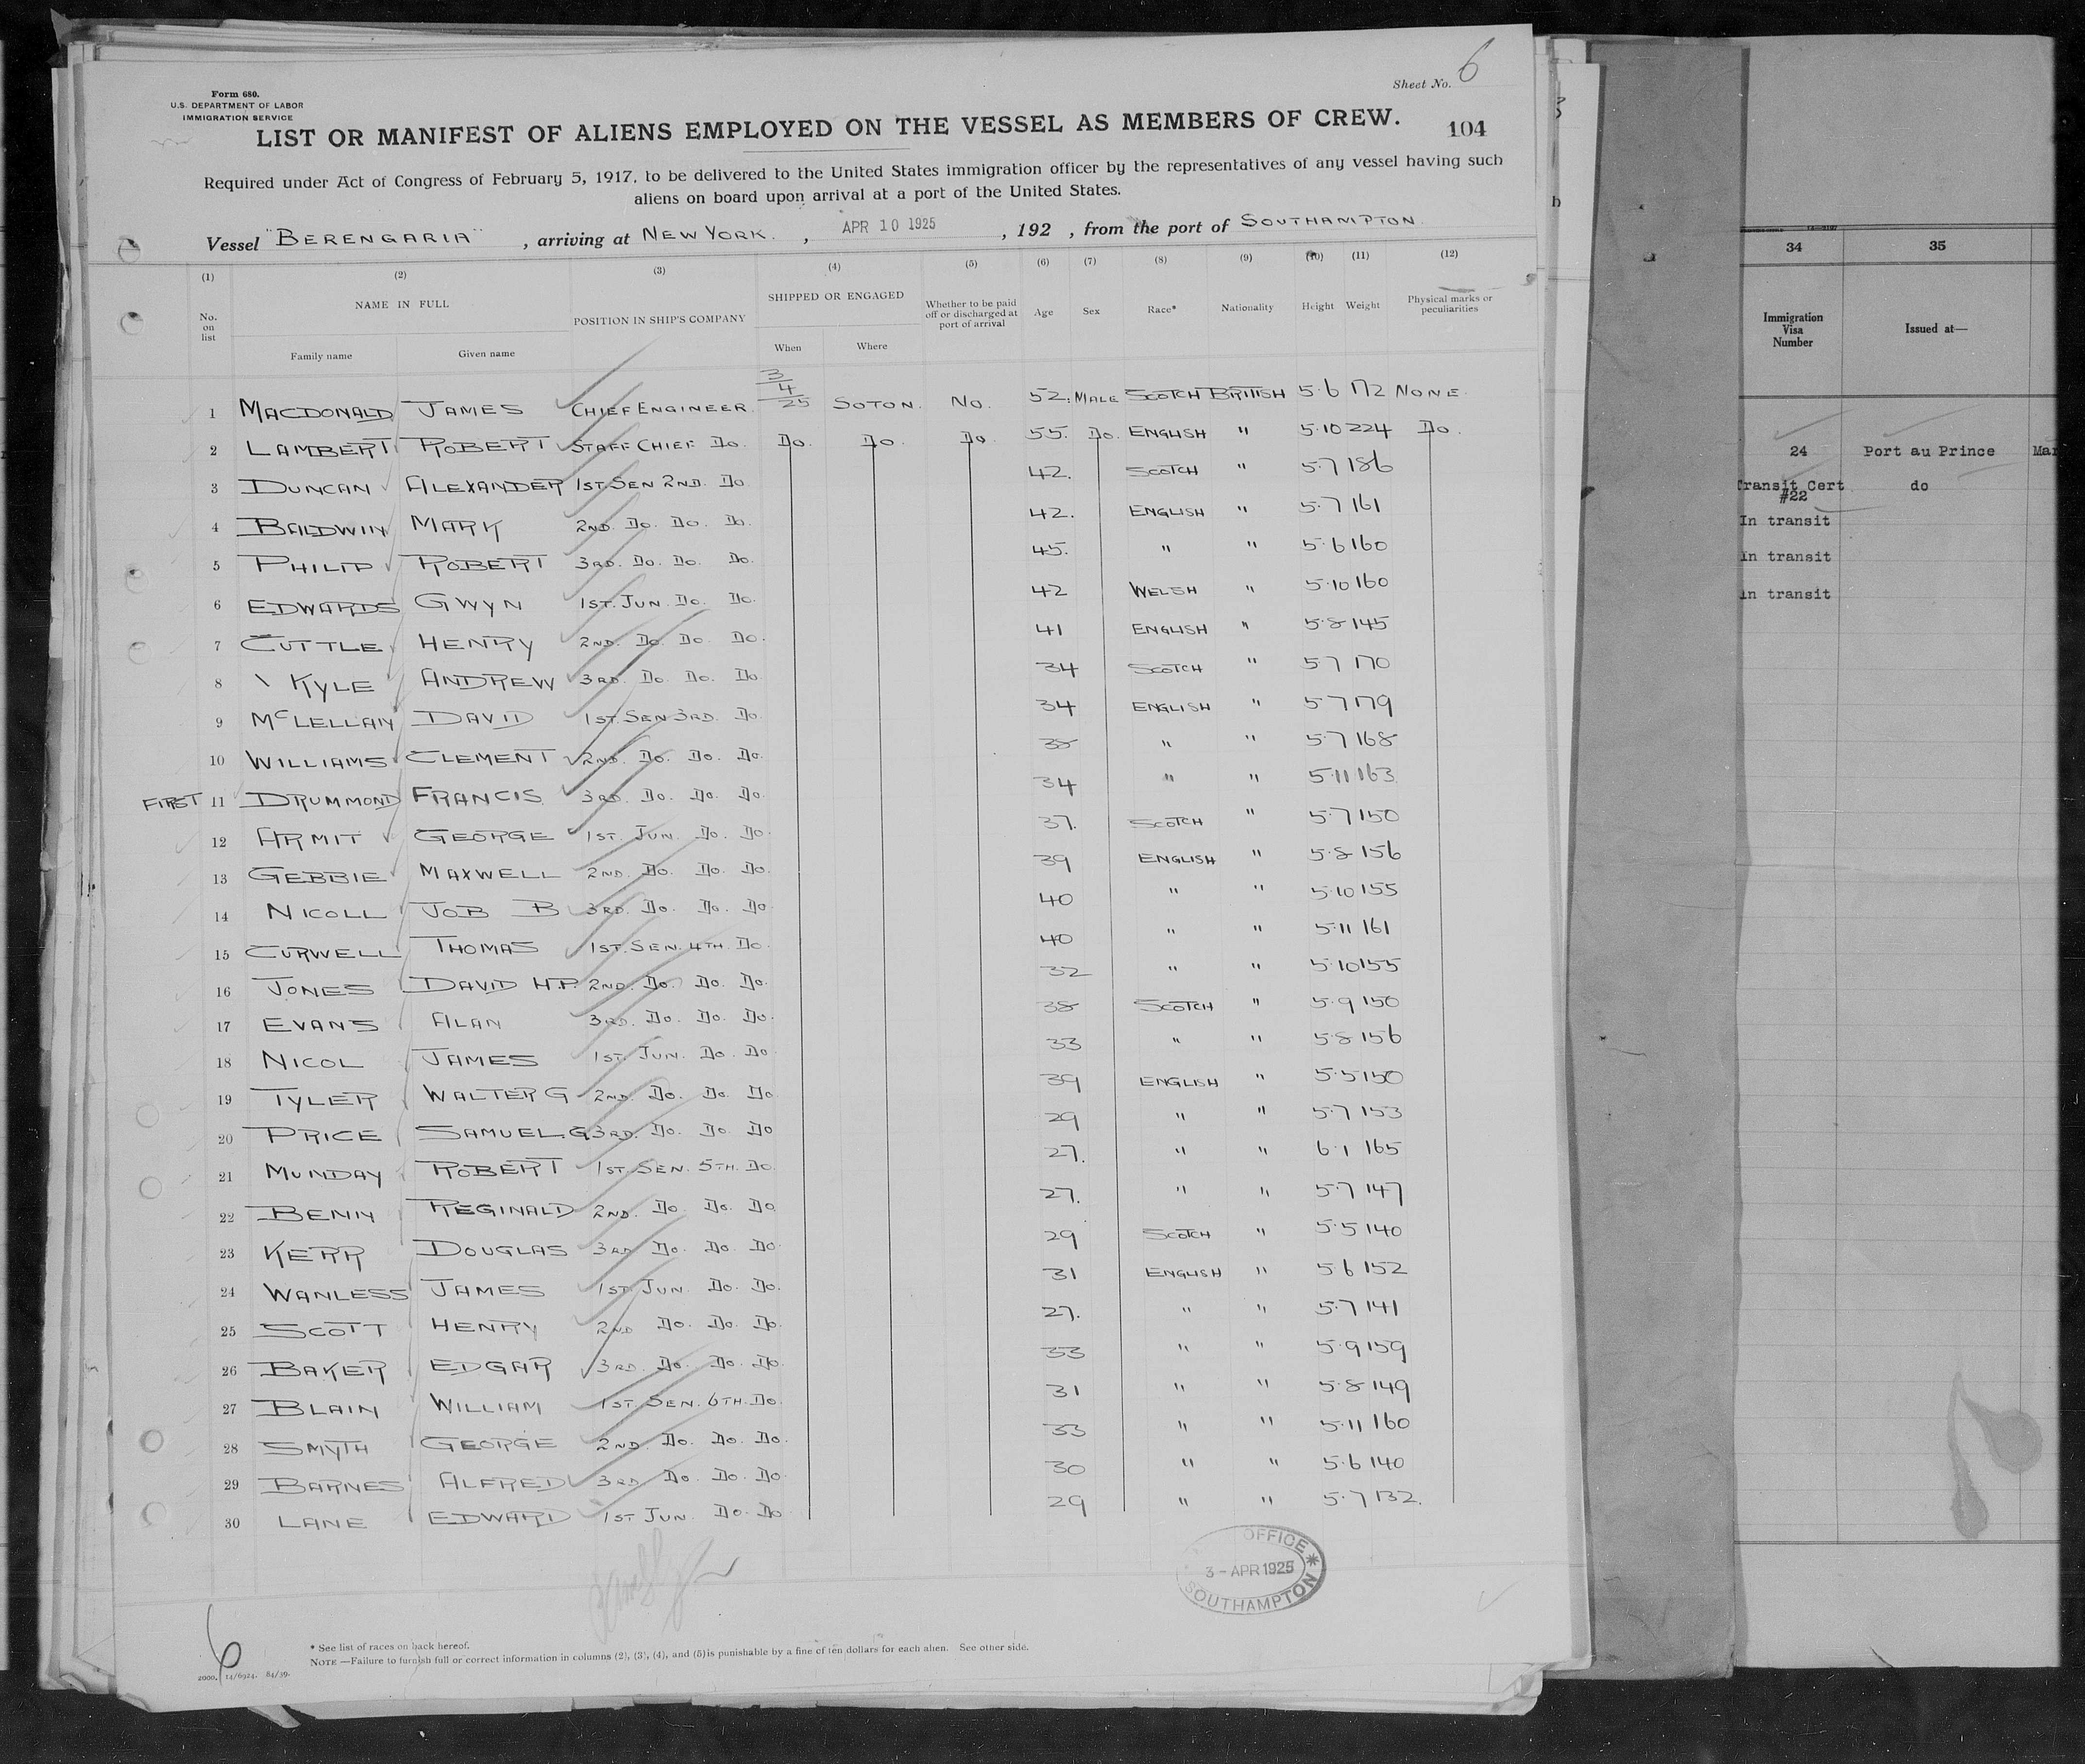 Sheet No. 6
Form 680.
U.S. DEPARTMENT OF LABOR
IMMIGRATION SERVICE
LIST OR MANIFEST OF ALIENS EMPLOYED ON THE VESSEL AS MEMBERS OF CREW. 104
Required under Act of Congress of February 5, 1917, to be delivered to the United States immigration officer by the representatives of any vessel having such
aliens on board upon arrival at a port of the United States.
Vessel "BERENGARIA", arriving at NEW YORK., APR 10 1925, 192 , from the port of SOUTHAMPTON
(1) (2) (3) (4) (5) (6) (7) (8) (9) (10) (11) (12)
No. on list NAME IN FULL POSITION IN SHIP'S COMPANY SHIPPED OR ENGAGED Whether to be paid off or discharged at port of arrival Age Sex Race* Nationality Height Weight Physical marks or peculiarities
Family name Given name When Where
1 MACDONALD JAMES CHIEF ENGINEER. 3/4/25 SOTON. NO. 52. MALE SCOTCH BRITISH 5·6 172 NONE
2 LAMBERT ROBERT STAFF CHIEF DO. DO. DO. DO. 55. DO. ENGLISH " 5·10 224 DO.
3 DUNCAN ALEXANDER 1ST. SEN 2ND. DO. 42. SCOTCH " 5·7 186
4 BALDWIN MARK 2ND. DO. DO. DO. 42. ENGLISH " 5·7 161
5 PHILIP ROBERT 3RD. DO. DO. DO. 45. " " 5·6 160
6 EDWARDS GWYN 1ST. JUN. DO. DO. 42 WELSH " 5·10 160
7 CUTTLE HENRY 2ND. DO. DO. DO. 41 ENGLISH " 5·8 145
8 KYLE ANDREW 3RD. DO. DO. DO. 34 SCOTCH " 5 7 170
9 McLELLAN DAVID 1ST. SEN 3RD. DO. 34 ENGLISH " 5·7 179
10 WILLIAMS CLEMENT 2ND. DO. DO. DO. 38 " " 5·7 168
FIRST 11 DRUMMOND FRANCIS 3RD. DO. DO. DO. 34 " " 5·11 163
12 ARMIT GEORGE 1ST. JUN. DO. DO. 37. SCOTCH " 5·7 150
13 GEBBIE MAXWELL 2ND. DO. DO. DO. 39 ENGLISH " 5·8 156
14 NICOLL JOB B 3RD. DO. DO. DO 40 " " 5·10 155
15 CURWELL THOMAS 1ST. SEN. 4TH. DO. 40 " " 5·11 161
16 JONES DAVID H.P. 2ND. DO. DO. DO. 32 " " 5·10 155
17 EVANS ALAN 3RD. DO. DO. DO. 38 SCOTCH " 5·9 150
18 NICOL JAMES 1ST. JUN. DO. DO 33 " " 5·8 156
19 TYLER WALTER G 2ND. DO. DO. DO 39 ENGLISH " 5·5 150
20 PRICE SAMUEL G 3RD. DO. DO. DO 29 " " 5·7 153
21 MUNDAY ROBERT 1ST. SEN. 5TH. DO. 27. " " 6·1 165
22 BENN REGINALD 2ND. DO. DO. DO. 27. " " 5·7 147
23 KERR DOUGLAS 3RD DO. DO. DO. 29 SCOTCH " 5·5 140
24 WANLESS JAMES 1ST. JUN. DO. DO. 31 ENGLISH " 5·6 152
25 SCOTT HENRY 2ND DO. DO. DO. 27. " " 5·7 141
26 BAKER EDGAR 3RD. DO. DO. DO. 33 " " 5·9 159
27 BLAIN WILLIAM 1ST. SEN. 6TH. DO. 31 " " 5·8 149
28 SMYTH GEORGE 2ND. DO. DO. DO. 33 " " 5·11 160
29 BARNES ALFRED 3RD DO. DO. DO. 30 " " 5·6 140
30 LANE EDWARD 1ST JUN. DO. DO 29 " " 5·7 132.
OFFICE
3 - APR 1925
SOUTHAMPTON
6
* See list of races on back hereof.
NOTE —Failure to furnish full or correct information in columns (2), (3), (4), and (5) is punishable by a fine of ten dollars for each alien. See other side.
2000. 14/6924. 84/39.
34 35
Immigration Visa Number Issued at—
24 Port au Prince
Transit Cert do
#22
In transit
In transit
In transit